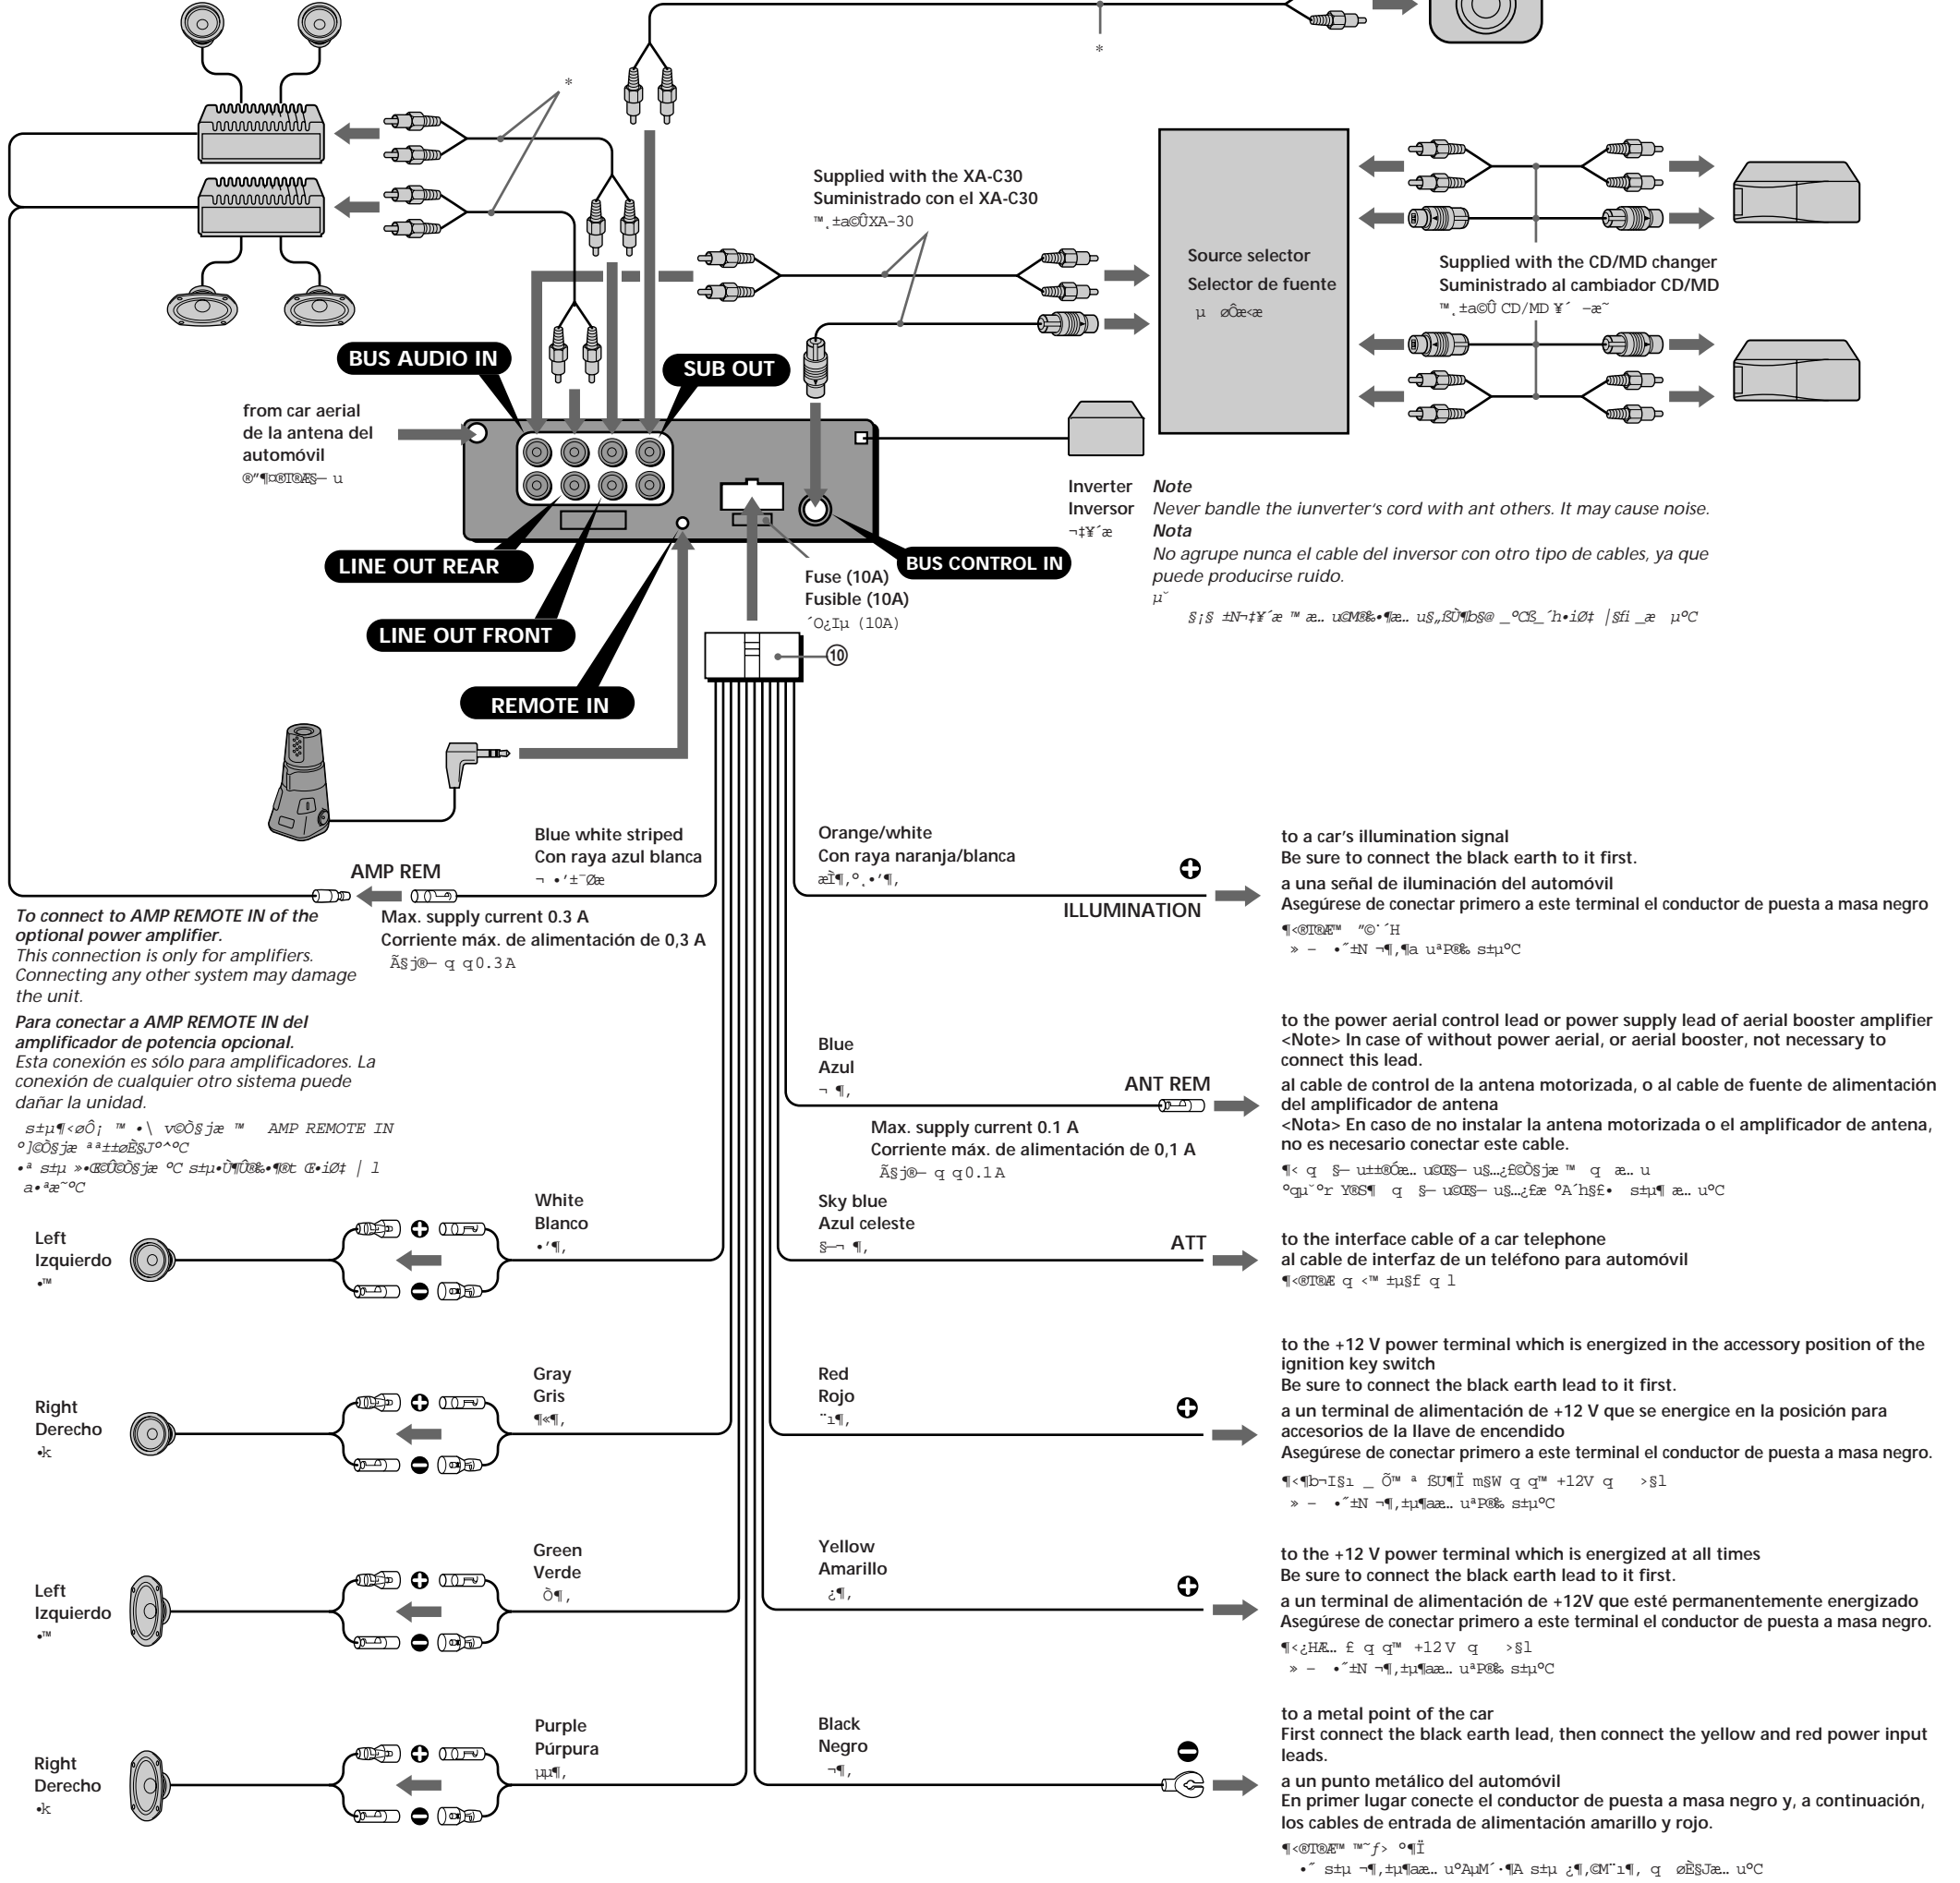 *
*
Supplied with the XA-C30
Suministrado con el XA-C30
Source selector
Selector de fuente
Supplied with the CD/MD changer
Suministrado al cambiador CD/MD
BUS AUDIO IN
SUB OUT
from car aerial
de la antena del
automóvil
LINE OUT REAR
BUS CONTROL IN
LINE OUT FRONT
REMOTE IN
Fuse (10A)
Fusible (10A)
(10A)
⑩
Inverter
Inversor
Note
Never bandle the iunverter's cord with ant others. It may cause noise.
Nota
No agrupe nunca el cable del inversor con otro tipo de cables, ya que
puede producirse ruido.
Blue white striped
Con raya azul blanca
AMP REM
Max. supply current 0.3 A
Corriente máx. de alimentación de 0,3 A
0.3A
To connect to AMP REMOTE IN of the
optional power amplifier.
This connection is only for amplifiers.
Connecting any other system may damage
the unit.
Para conectar a AMP REMOTE IN del
amplificador de potencia opcional.
Esta conexión es sólo para amplificadores. La
conexión de cualquier otro sistema puede
dañar la unidad.
AMP REMOTE IN
Orange/white
Con raya naranja/blanca
ILLUMINATION
to a car's illumination signal
Be sure to connect the black earth to it first.
a una señal de iluminación del automóvil
Asegúrese de conectar primero a este terminal el conductor de puesta a masa negro
Blue
Azul
ANT REM
Max. supply current 0.1 A
Corriente máx. de alimentación de 0,1 A
0.1A
to the power aerial control lead or power supply lead of aerial booster amplifier
<Note> In case of without power aerial, or aerial booster, not necessary to
connect this lead.
al cable de control de la antena motorizada, o al cable de fuente de alimentación
del amplificador de antena
<Nota> En caso de no instalar la antena motorizada o el amplificador de antena,
no es necesario conectar este cable.
Left
Izquierdo
White
Blanco
Sky blue
Azul celeste
ATT
to the interface cable of a car telephone
al cable de interfaz de un teléfono para automóvil
Right
Derecho
Gray
Gris
Red
Rojo
to the +12 V power terminal which is energized in the accessory position of the
ignition key switch
Be sure to connect the black earth lead to it first.
a un terminal de alimentación de +12 V que se energice en la posición para
accesorios de la llave de encendido
Asegúrese de conectar primero a este terminal el conductor de puesta a masa negro.
+12V
Left
Izquierdo
Green
Verde
Yellow
Amarillo
to the +12 V power terminal which is energized at all times
Be sure to connect the black earth lead to it first.
a un terminal de alimentación de +12V que esté permanentemente energizado
Asegúrese de conectar primero a este terminal el conductor de puesta a masa negro.
+12V
Right
Derecho
Purple
Púrpura
Black
Negro
to a metal point of the car
First connect the black earth lead, then connect the yellow and red power input
leads.
a un punto metálico del automóvil
En primer lugar conecte el conductor de puesta a masa negro y, a continuación,
los cables de entrada de alimentación amarillo y rojo.